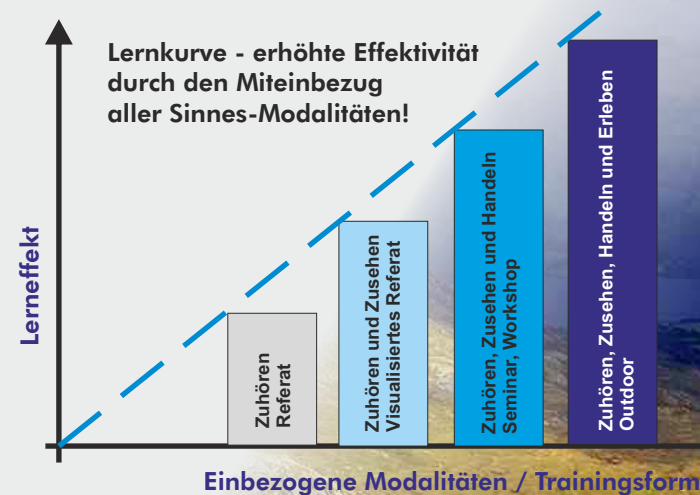 Lernkurve - erhöhte Effektivität
durch den Miteinbezug
aller Sinnes-Modalitäten!
Lerneffekt
Zuhören
Referat
Zuhören und Zusehen
Visualisiertes Referat
Zuhören, Zusehen und Handeln
Seminar, Workshop
Zuhören, Zusehen, Handeln und Erleben
Outdoor
Einbezogene Modalitäten / Trainingsform